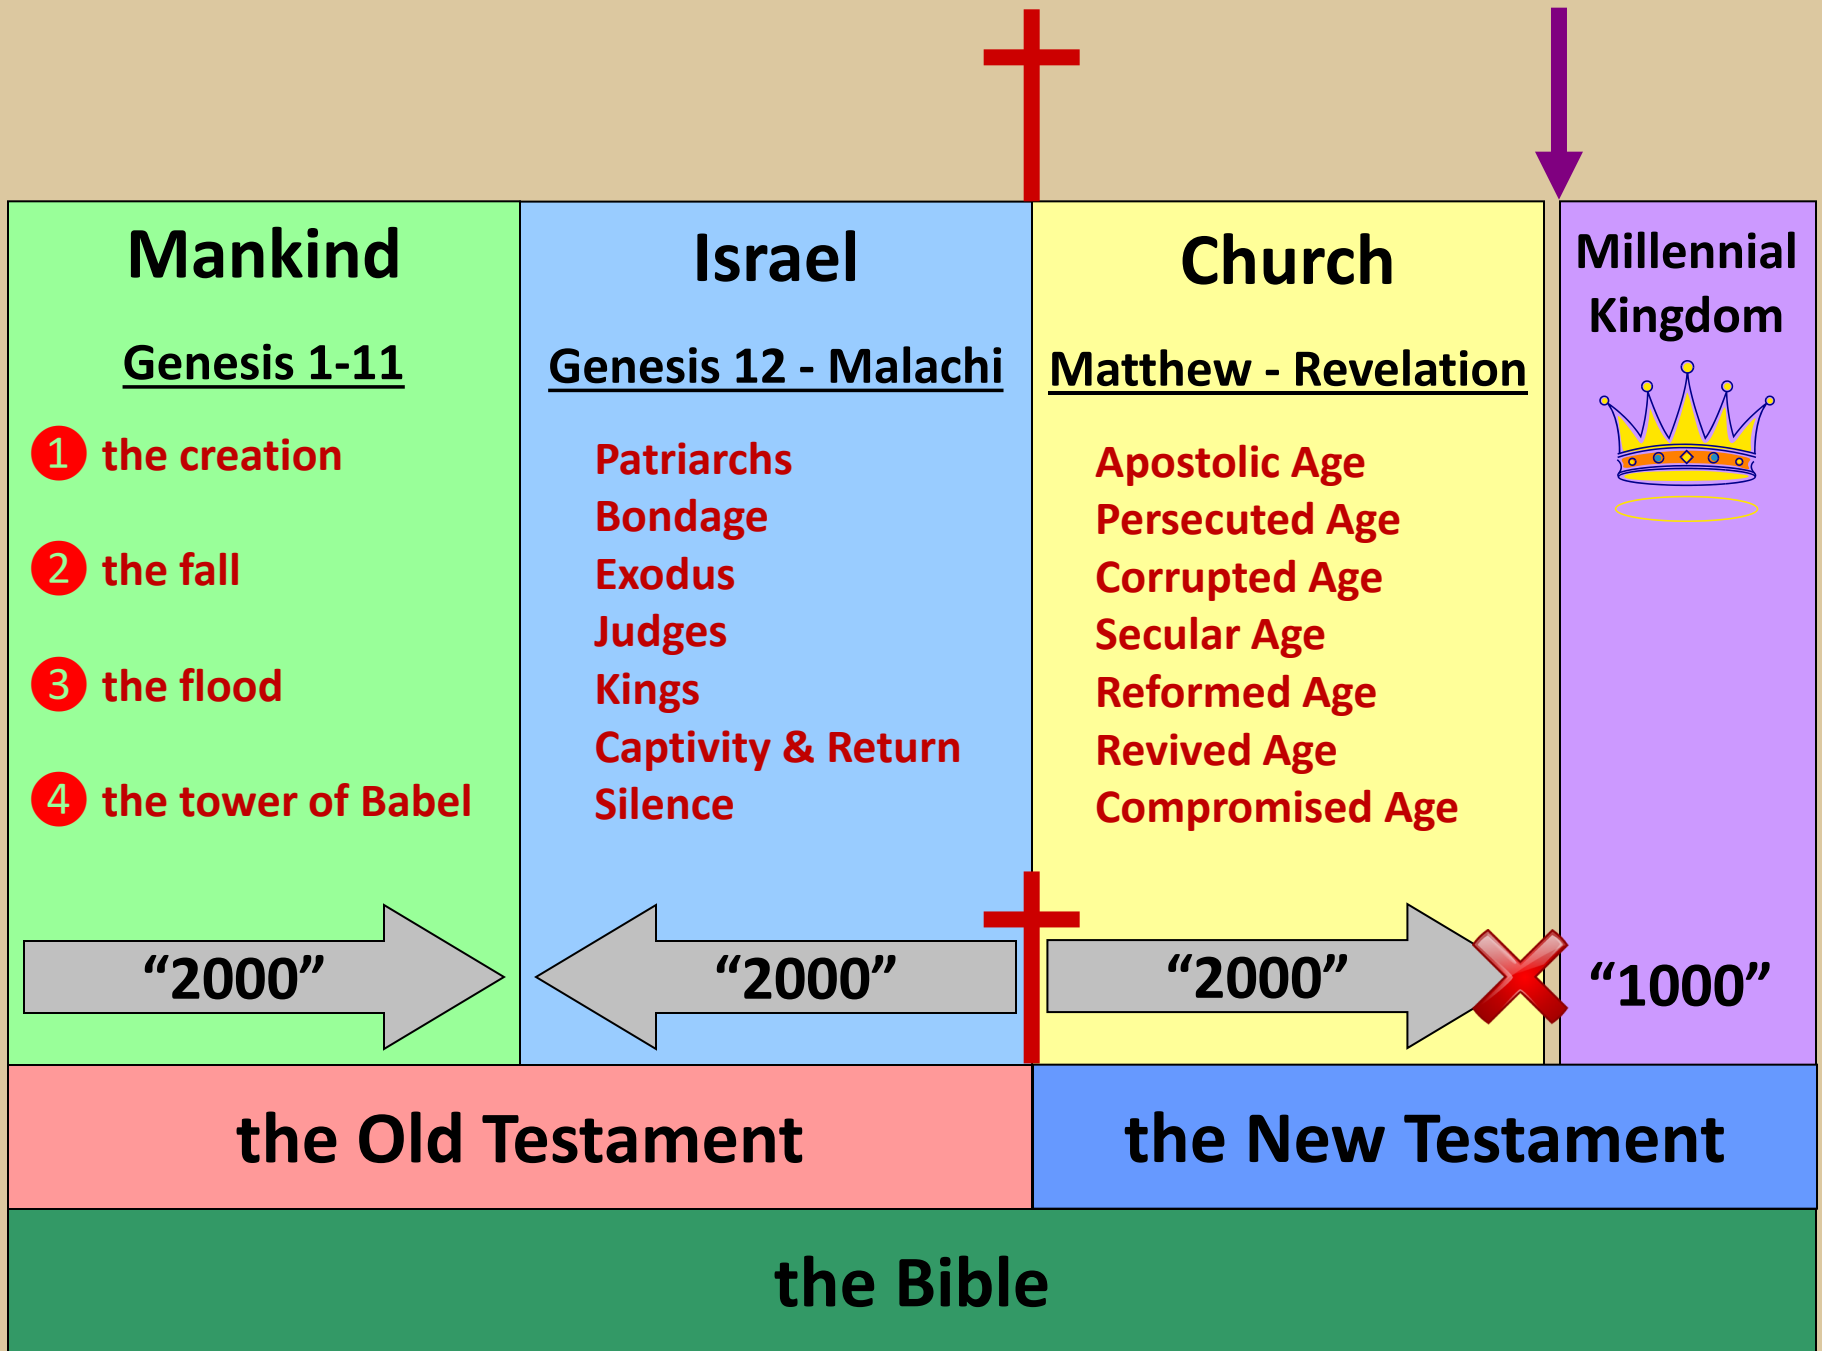 Mankind
Genesis 1-11
1 the creation
2 the fall
3 the flood
4 the tower of Babel
“2000”
Israel
Genesis 12 - Malachi
Patriarchs
Bondage
Exodus
Judges
Kings
Captivity & Return
Silence
“2000”
Church
Matthew - Revelation
Apostolic Age
Persecuted Age
Corrupted Age
Secular Age
Reformed Age
Revived Age
Compromised Age
“2000”
Millennial
Kingdom
“1000”
the Old Testament
the New Testament
the Bible